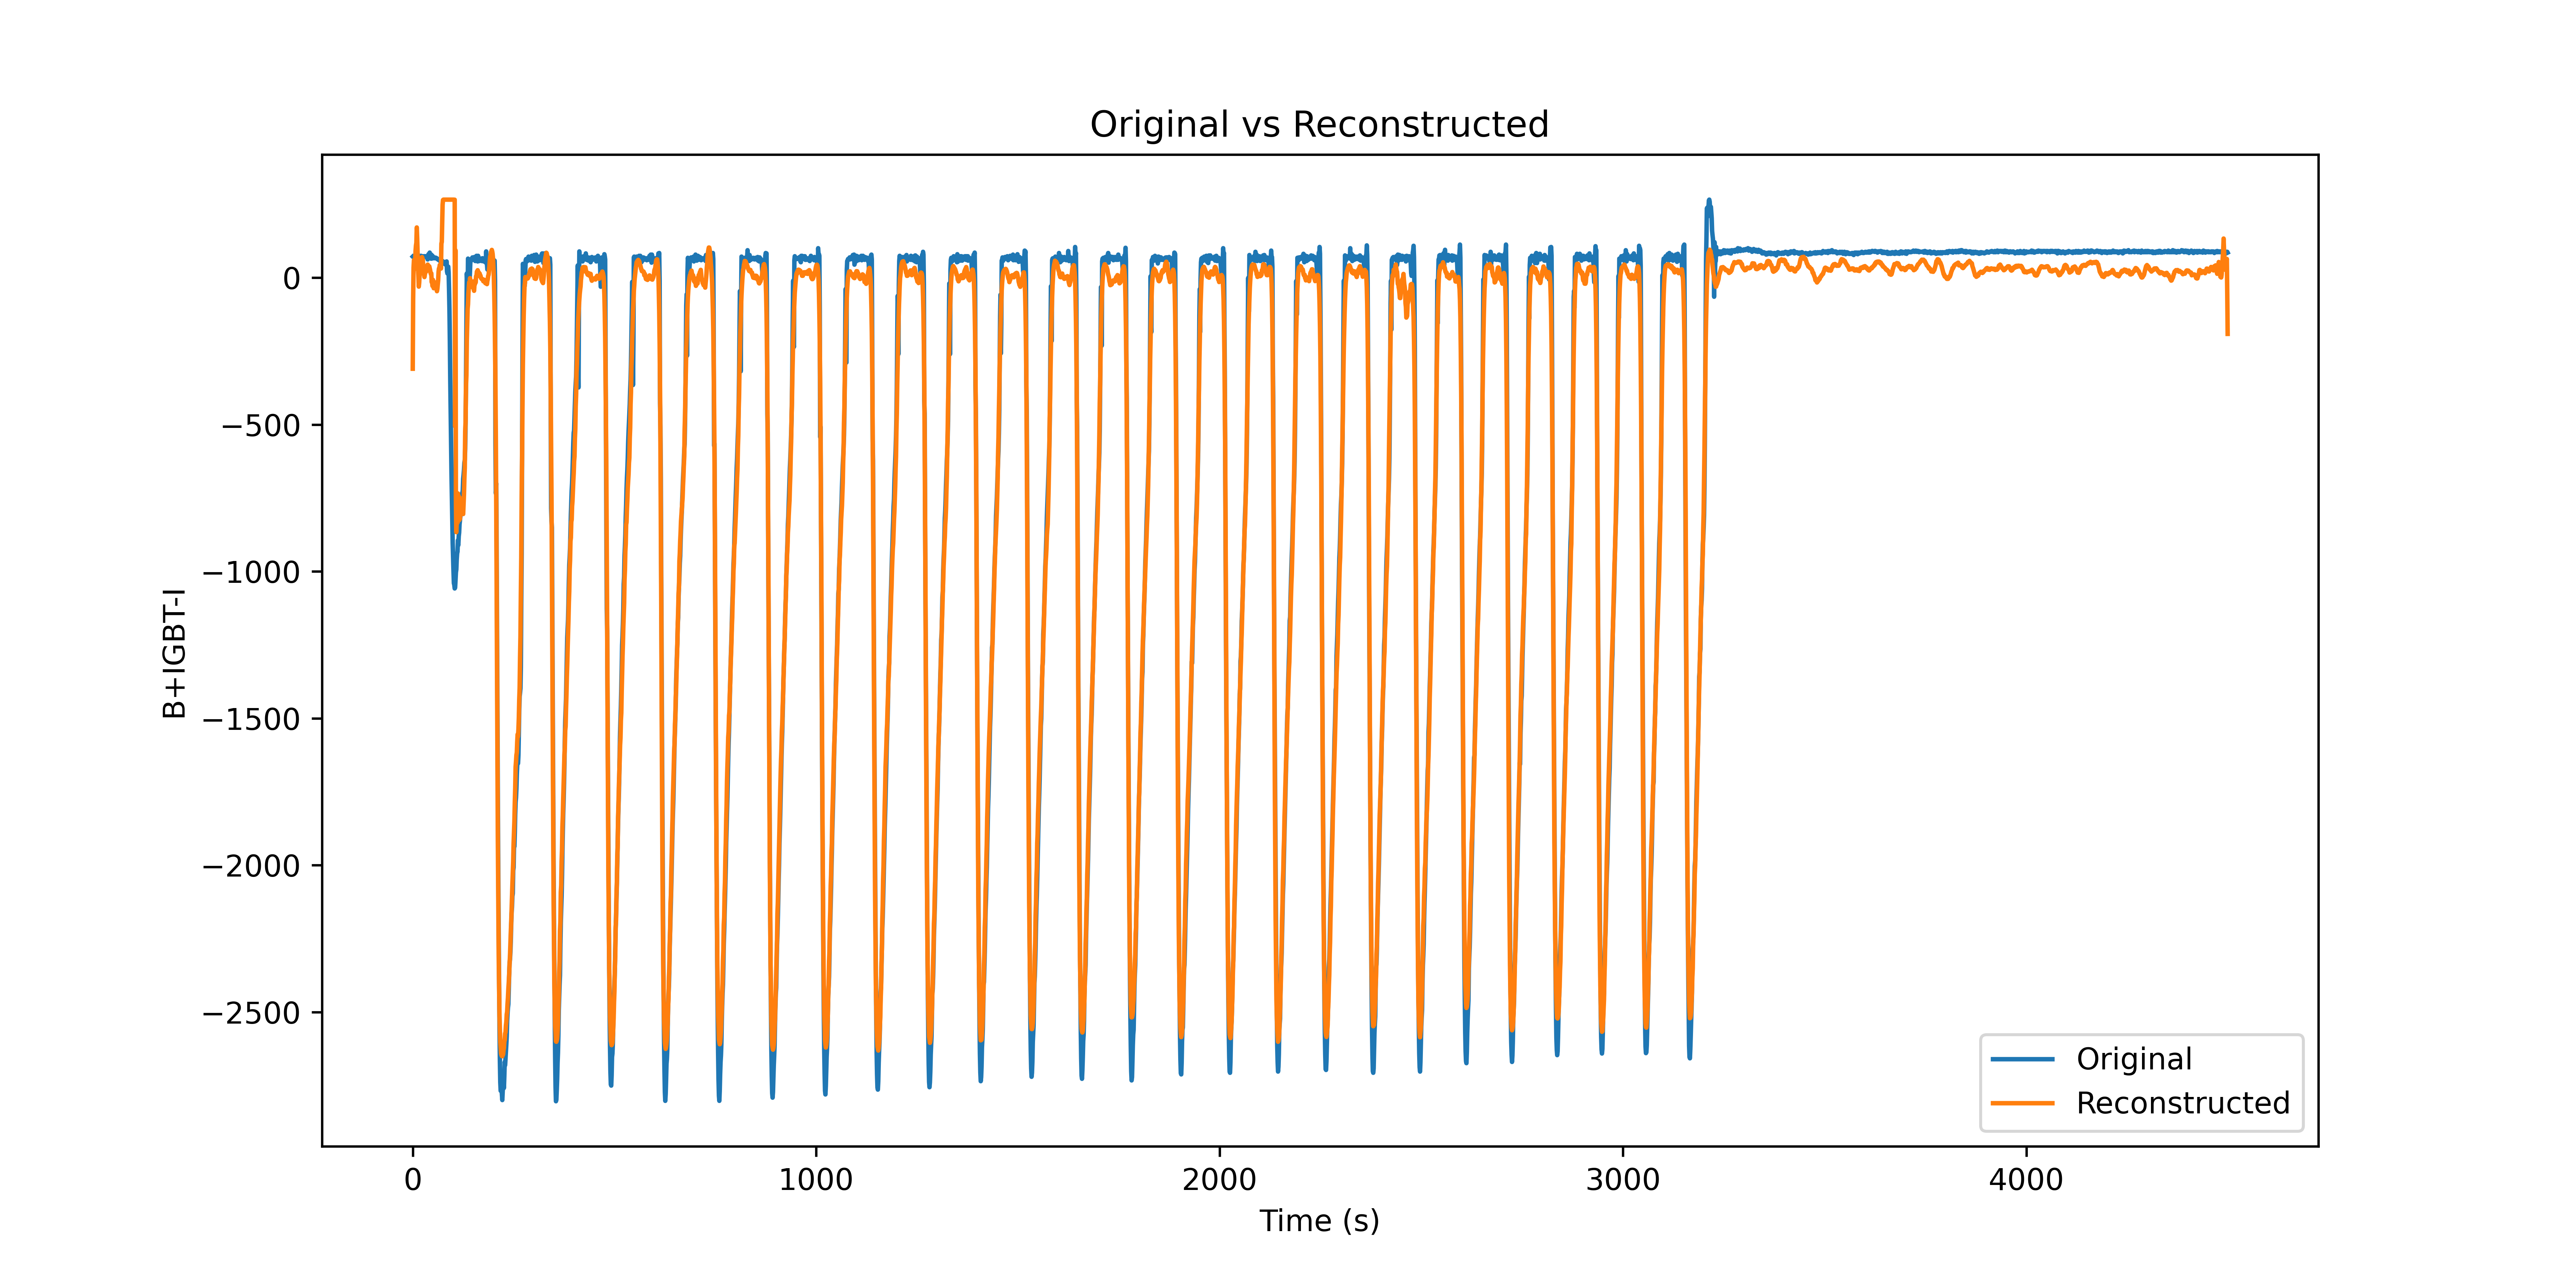 Original vs Reconstructed
0
−500
−1000
−1500
−2000
−2500
B+IGBT-I
0
1000
2000
3000
4000
Time (s)
Original
Reconstructed